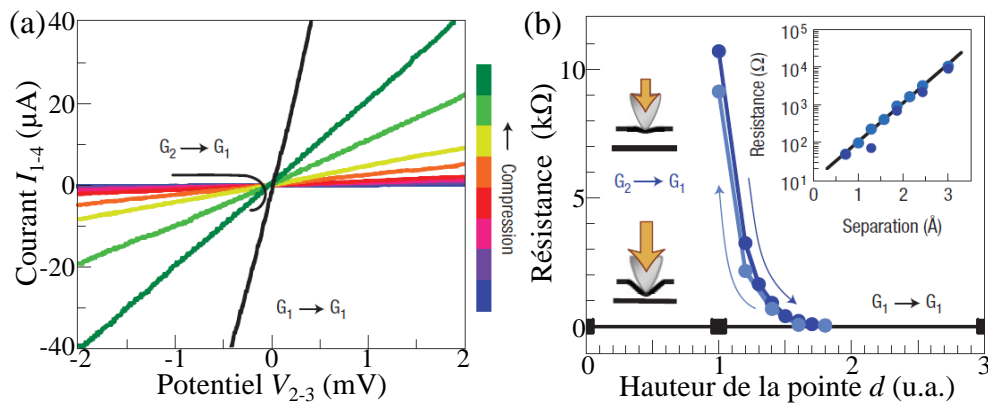 (a)
40
20
0
-20
-40
Courant I1-4 (µA)
G2 → G1
G1 → G1
-2
-1
0
1
2
Potentiel V2-3 (mV)
Compression
(b)
10
5
0
Résistance (kΩ)
G2 → G1
G1 → G1
0
1
2
3
Hauteur de la pointe d (u.a.)
10^5
10^4
10^3
10^2
10^1
Resistance (Ω)
0
1
2
3
Separation (Å)